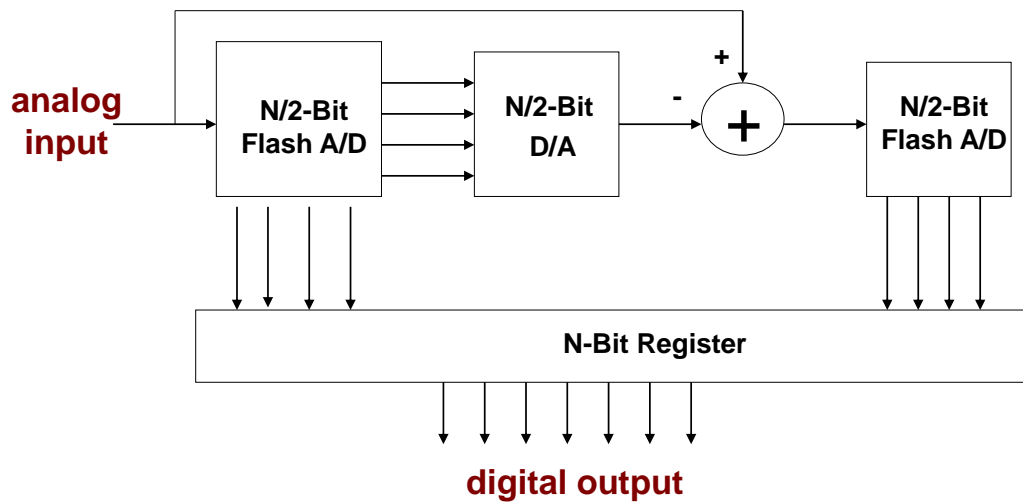 analog
input
N/2-Bit
Flash A/D
N/2-Bit
D/A
+
-
+
N/2-Bit
Flash A/D
N-Bit Register
digital output